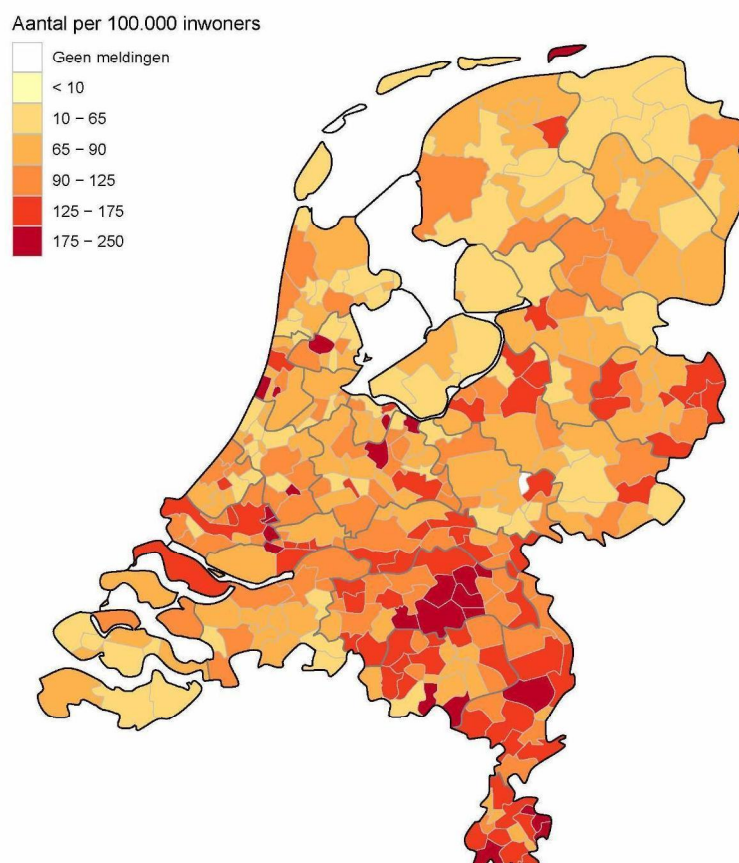 Aantal per 100.000 inwoners
Geen meldingen
< 10
10 – 65
65 – 90
90 – 125
125 – 175
175 – 250